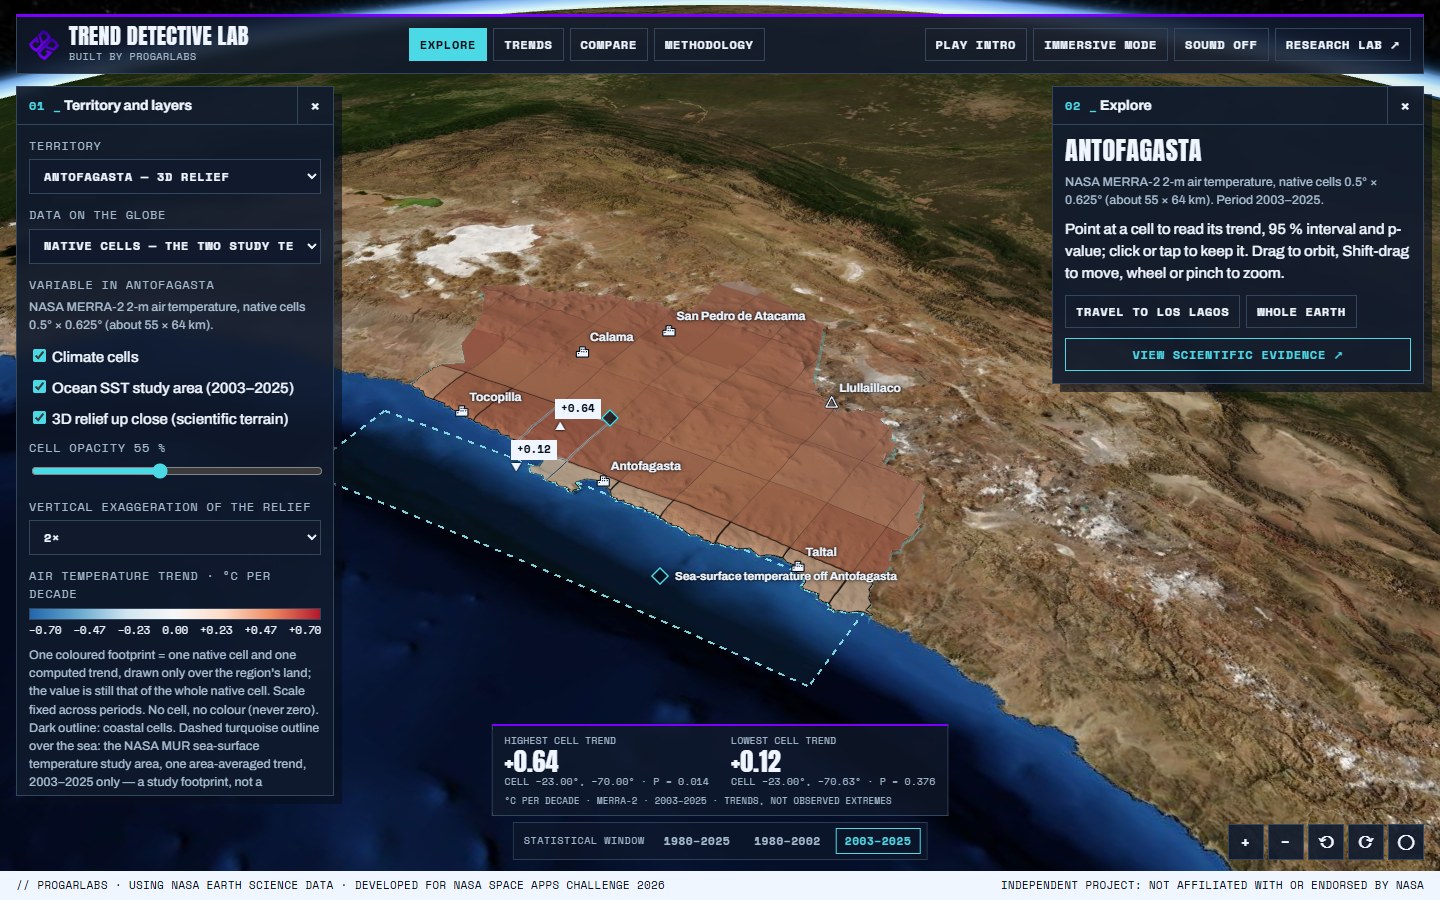 TREND DETECTIVE LAB
BUILT BY PROGARLABS
EXPLORE
TRENDS
COMPARE
METHODOLOGY
PLAY INTRO
IMMERSIVE MODE
SOUND OFF
RESEARCH LAB ↗
01 _ Territory and layers
×
TERRITORY
ANTOFAGASTA — 3D RELIEF
DATA ON THE GLOBE
NATIVE CELLS — THE TWO STUDY TE
VARIABLE IN ANTOFAGASTA
NASA MERRA-2 2-m air temperature, native cells
0.5° × 0.625° (about 55 × 64 km).
Climate cells
Ocean SST study area (2003–2025)
3D relief up close (scientific terrain)
CELL OPACITY 55 %
VERTICAL EXAGGERATION OF THE RELIEF
2×
AIR TEMPERATURE TREND · °C PER
DECADE
−0.70 −0.47 −0.23 0.00 +0.23 +0.47 +0.70
One coloured footprint = one native cell and one
computed trend, drawn only over the region's land;
the value is still that of the whole native cell. Scale
fixed across periods. No cell, no colour (never zero).
Dark outline: coastal cells. Dashed turquoise outline
over the sea: the NASA MUR sea-surface
temperature study area, one area-averaged trend,
2003–2025 only — a study footprint, not a
San Pedro de Atacama
Calama
Llullaillaco
Tocopilla
+0.64
+0.12
Antofagasta
Taltal
Sea-surface temperature off Antofagasta
02 _ Explore
×
ANTOFAGASTA
NASA MERRA-2 2-m air temperature, native cells 0.5° ×
0.625° (about 55 × 64 km). Period 2003–2025.
Point at a cell to read its trend, 95 % interval and p-
value; click or tap to keep it. Drag to orbit, Shift-drag
to move, wheel or pinch to zoom.
TRAVEL TO LOS LAGOS
WHOLE EARTH
VIEW SCIENTIFIC EVIDENCE ↗
HIGHEST CELL TREND
+0.64
CELL −23.00°, −70.00° · P = 0.014
LOWEST CELL TREND
+0.12
CELL −23.00°, −70.63° · P = 0.376
°C PER DECADE · MERRA-2 · 2003–2025 · TRENDS, NOT OBSERVED EXTREMES
STATISTICAL WINDOW 1980–2025 1980–2002 2003–2025
+ −
// PROGARLABS · USING NASA EARTH SCIENCE DATA · DEVELOPED FOR NASA SPACE APPS CHALLENGE 2026
INDEPENDENT PROJECT: NOT AFFILIATED WITH OR ENDORSED BY NASA